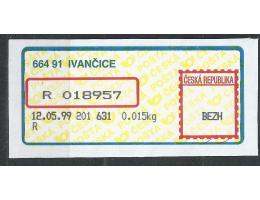 664 91 IVANČICE
ČESKÁ REPUBLIKA
R 018957
12.05.99 201 631 0.015kg
BEZH
R